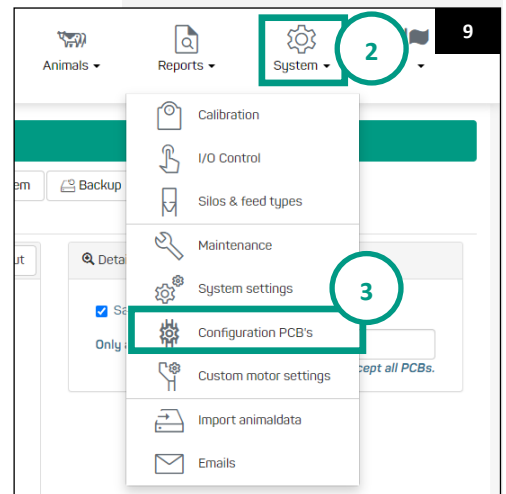 9
Animals
Reports
System
2
Calibration
I/O Control
em
Backup
Silos & feed types
Maintenance
ut
Deta
System settings
3
Sa
Configuration PCB's
Only a
cept all PCBs.
Custom motor settings
Import animaldata
Emails